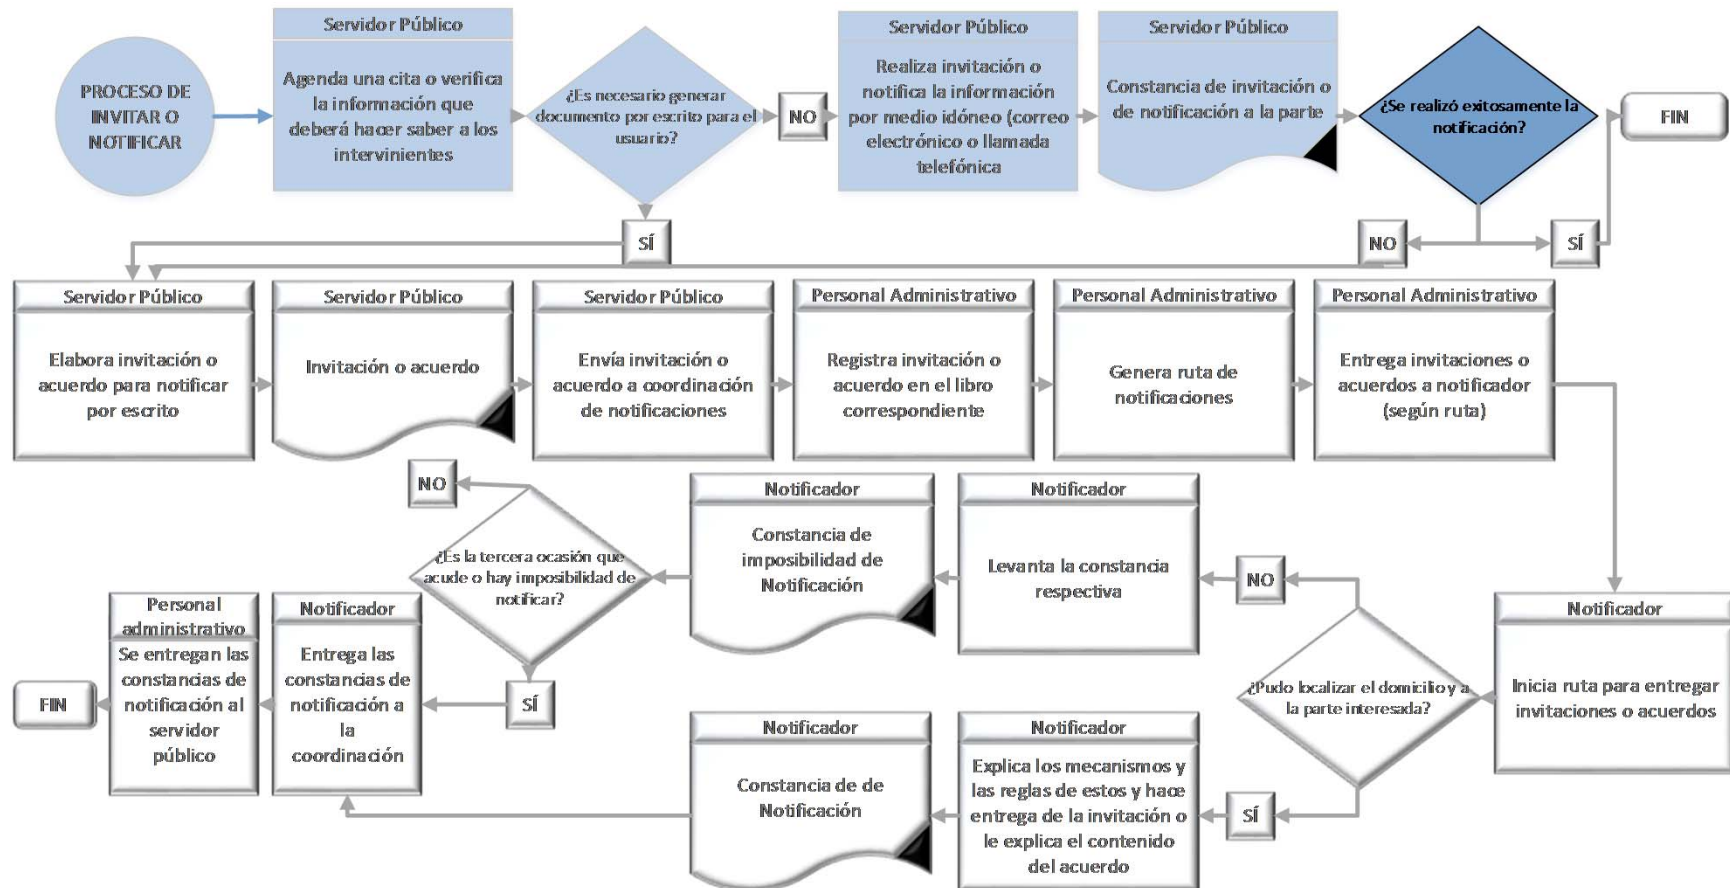 PROCESO DE
INVITAR O
NOTIFICAR
Servidor Público
Agenda una cita o verifica
la información que
deberá hacer saber a los
intervinientes
¿Es necesario generar
documento por escrito para el
usuario?
NO
Servidor Público
Realiza invitación o
notifica la información
por medio idóneo (correo
electrónico o llamada
telefónica
Servidor Público
Constancia de invitación o
de notificación a la parte
¿Se realizó exitosamente la
notificación?
FIN
SÍ
NO
SÍ
Servidor Público
Elabora invitación o
acuerdo para notificar
por escrito
Servidor Público
Invitación o acuerdo
Servidor Público
Envía invitación o
acuerdo a coordinación
de notificaciones
Personal Administrativo
Registra invitación o
acuerdo en el libro
correspondiente
Personal Administrativo
Genera ruta de
notificaciones
Personal Administrativo
Entrega invitaciones o
acuerdos a notificador
(según ruta)
NO
¿Es la tercera ocasión que
acude o hay imposibilidad de
notificar?
Notificador
Constancia de
imposibilidad de
Notificación
Notificador
Levanta la constancia
respectiva
NO
¿Pudo localizar el domicilio y a
la parte interesada?
Notificador
Inicia ruta para entregar
invitaciones o acuerdos
FIN
Personal
administrativo
Se entregan las
constancias de
notificación al
servidor
público
Notificador
Entrega las
constancias de
notificación a
la
coordinación
SÍ
Notificador
Constancia de de
Notificación
Notificador
Explica los mecanismos y
las reglas de estos y hace
entrega de la invitación o
le explica el contenido
del acuerdo
SÍ